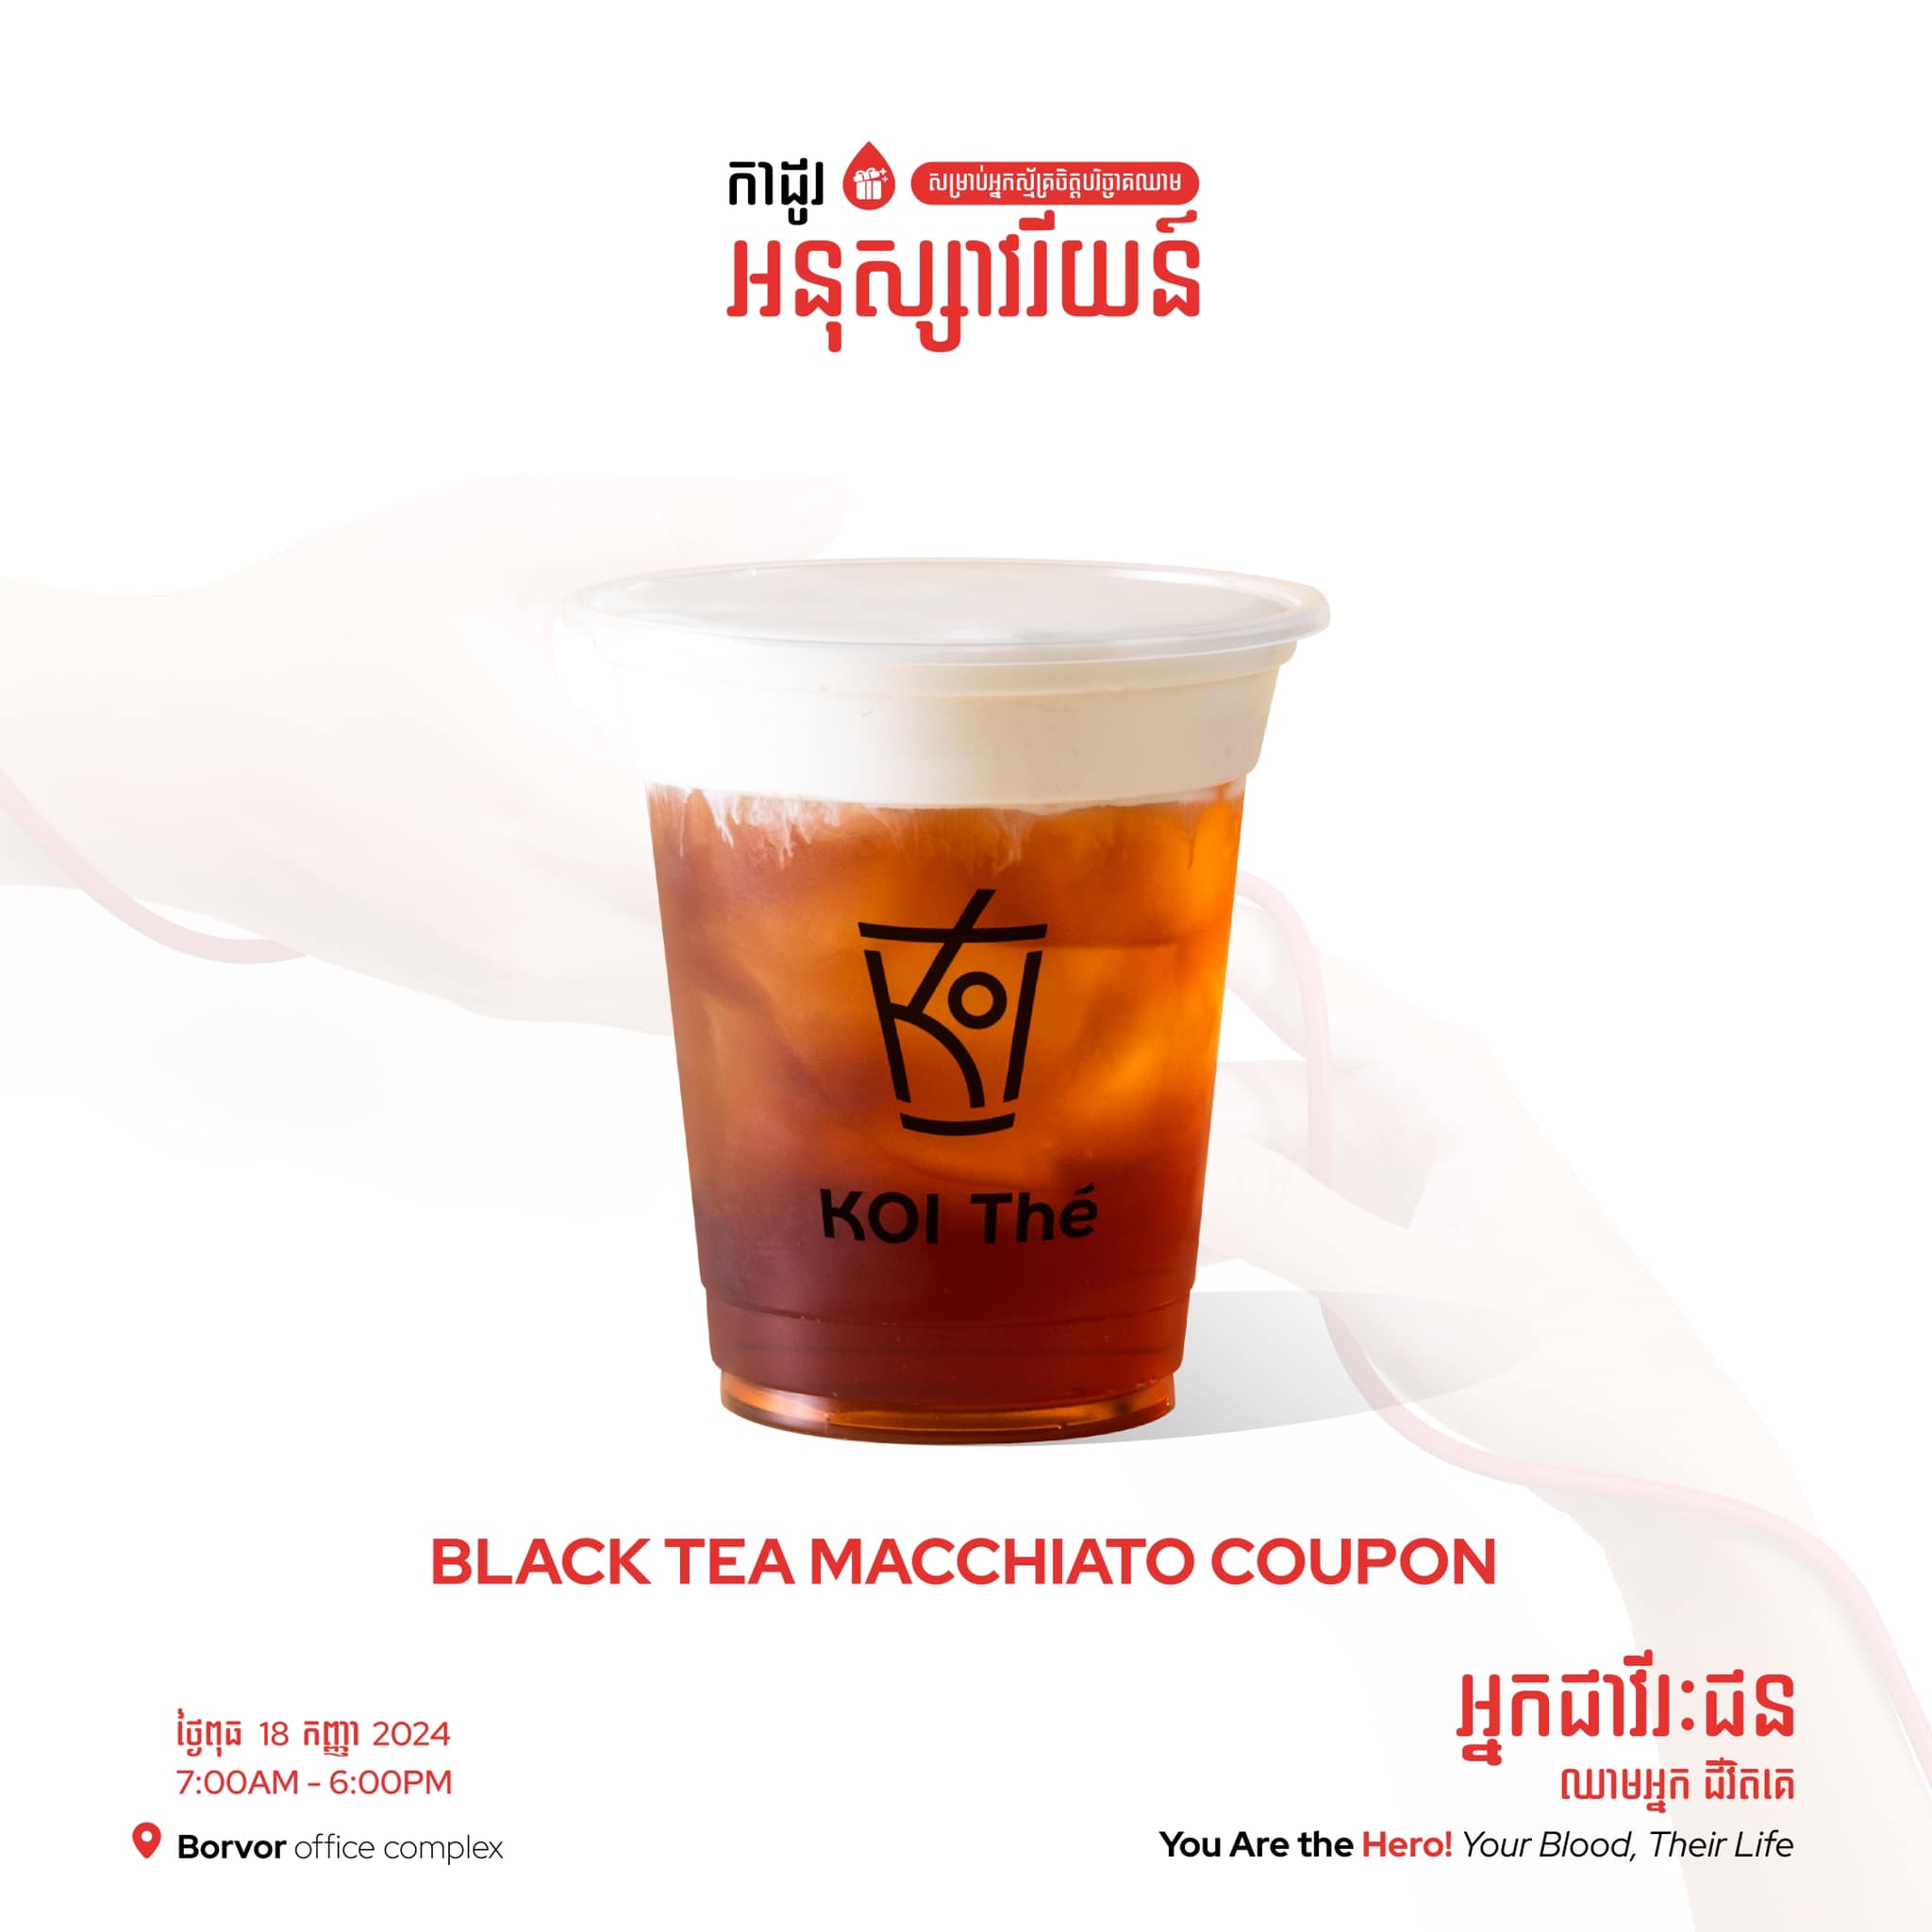 កាដូរ សម្រាប់អ្នកស្ម័គ្រចិត្តបរិច្ចាគឈាម
អនុស្សាវរីយន៍
KOI
KOI Thé
BLACK TEA MACCHIATO COUPON
ថ្ងៃពុធ 18 កញ្ញា 2024
7:00AM - 6:00PM
Borvor office complex
អ្នកជាវីរៈជន
ឈាមអ្នក ជីវិតគេ
You Are the Hero! Your Blood, Their Life